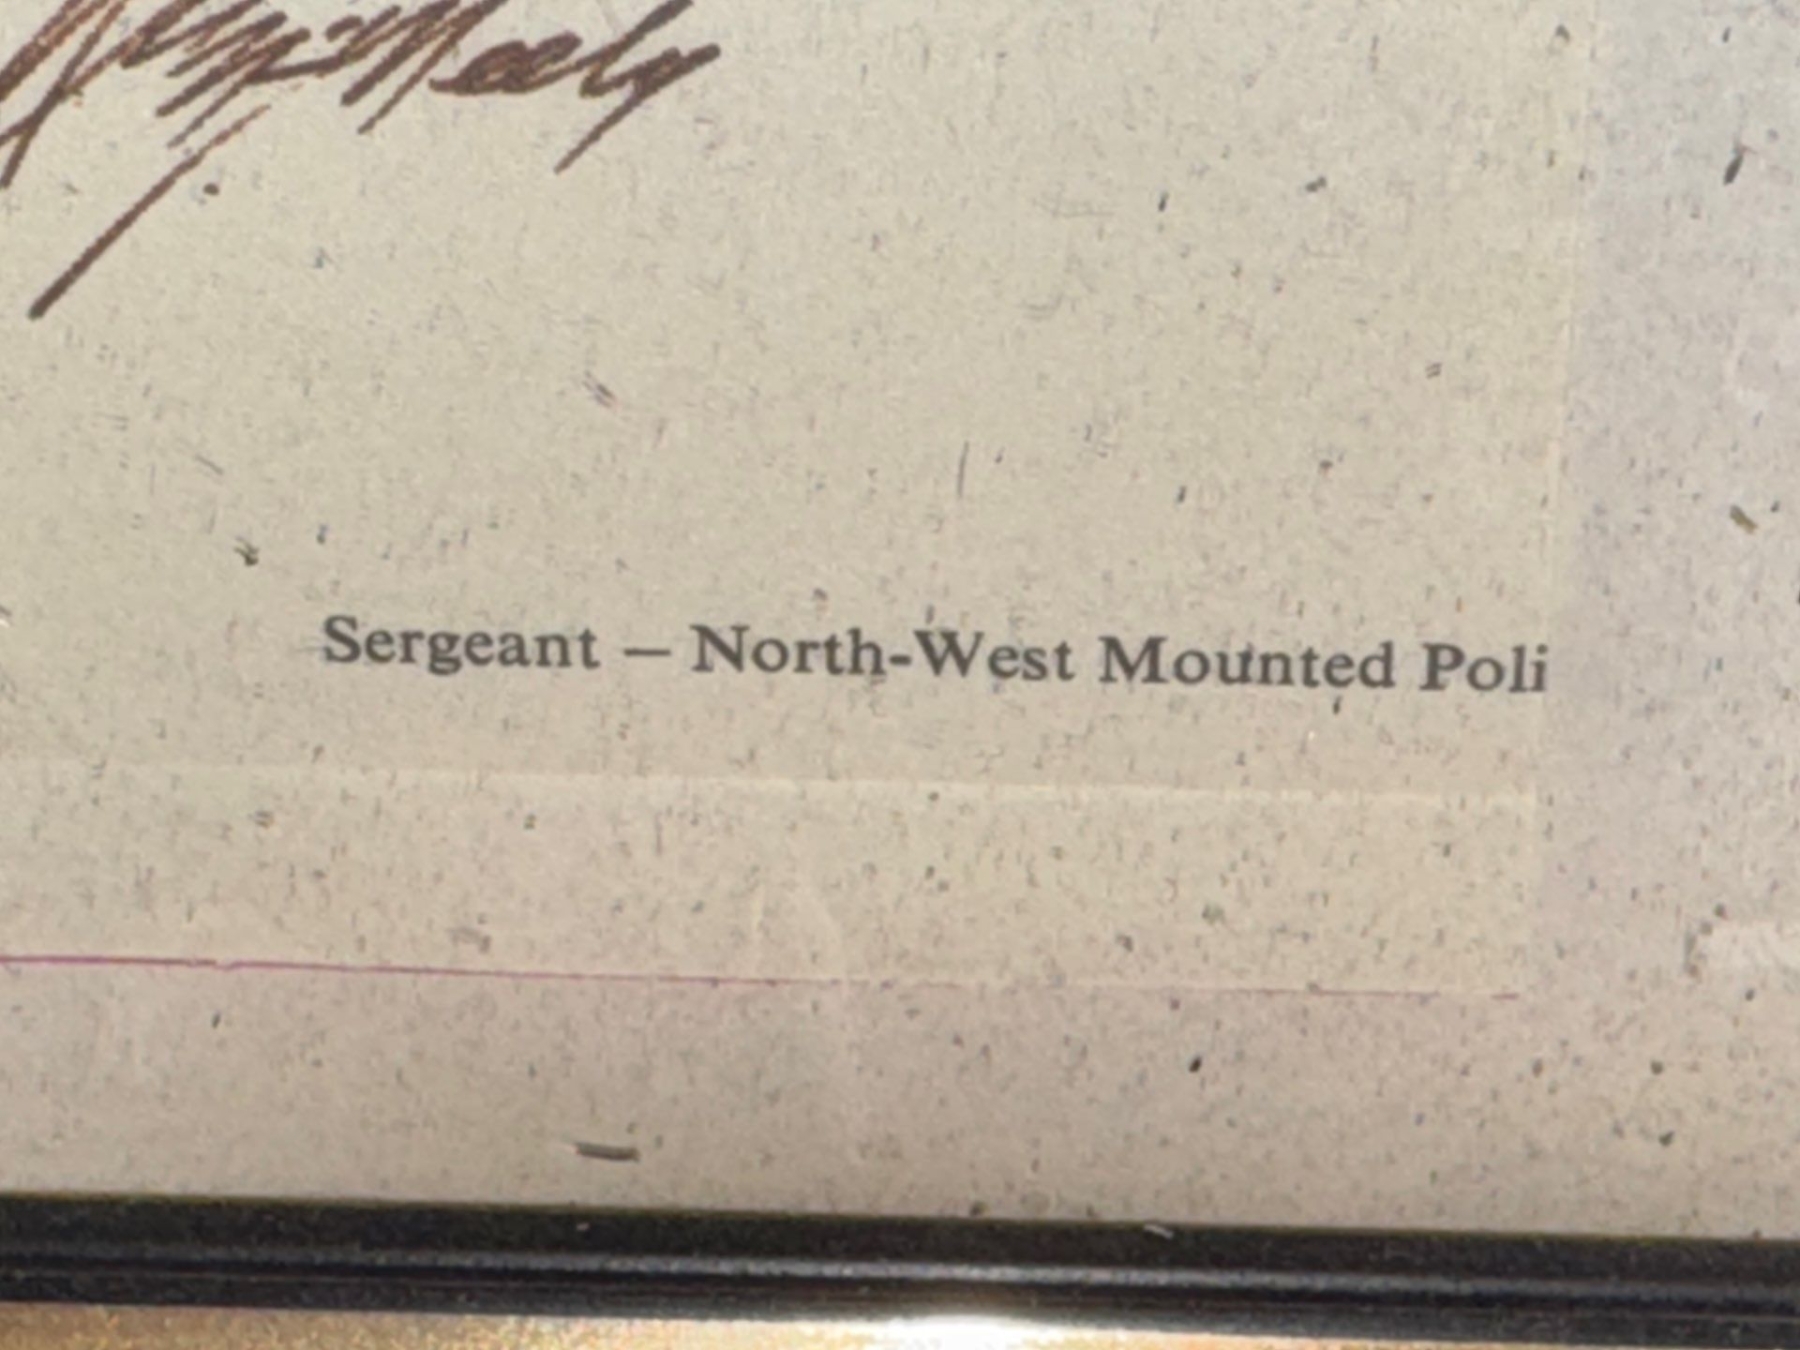 Sergeant – North-West Mounted Poli